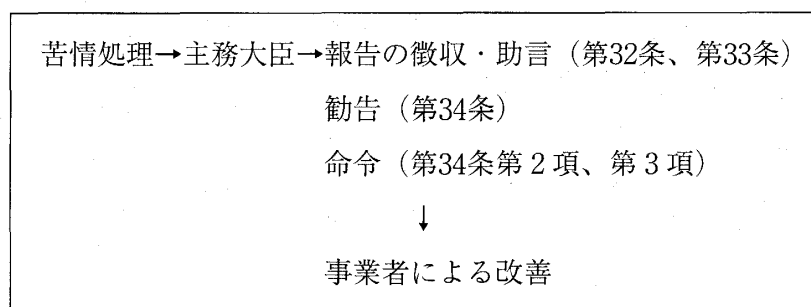 苦情処理→主務大臣→報告の徴収・助言（第32条、第33条）
勧告（第34条）
命令（第34条第２項、第３項）
↓
事業者による改善